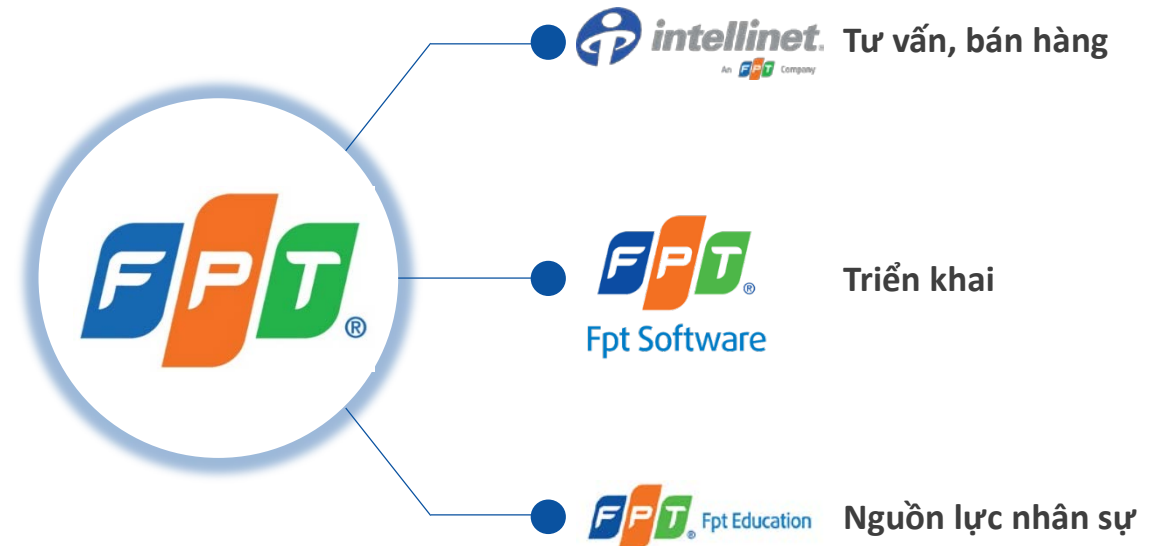 intellinet.
An FPT Company
Tư vấn, bán hàng
FPT®
FPT®
Fpt Software
Triển khai
FPT® Fpt Education
Nguồn lực nhân sự